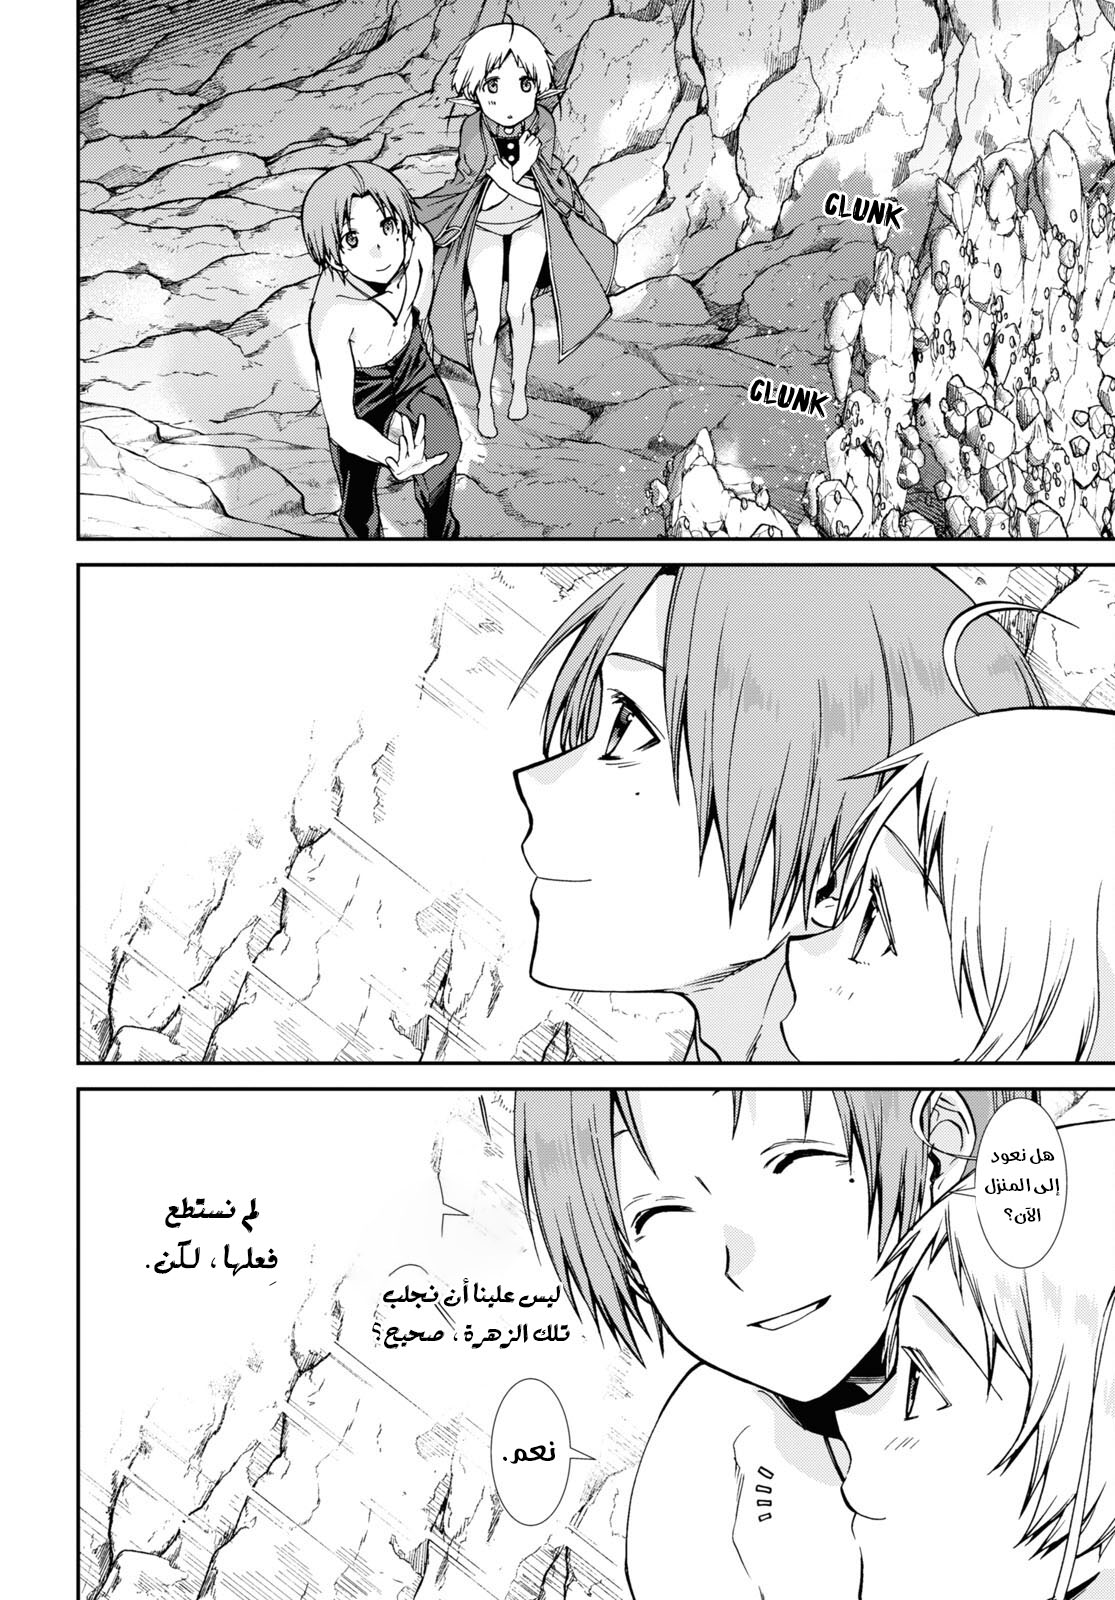 CLUNK
CLUNK
هل نعود
إلى المنزل
الآن؟
لم نستطع
فعلها، لكن.
ليس علينا أن نجلب
تلك الزهرة، صحيح؟
نعم.